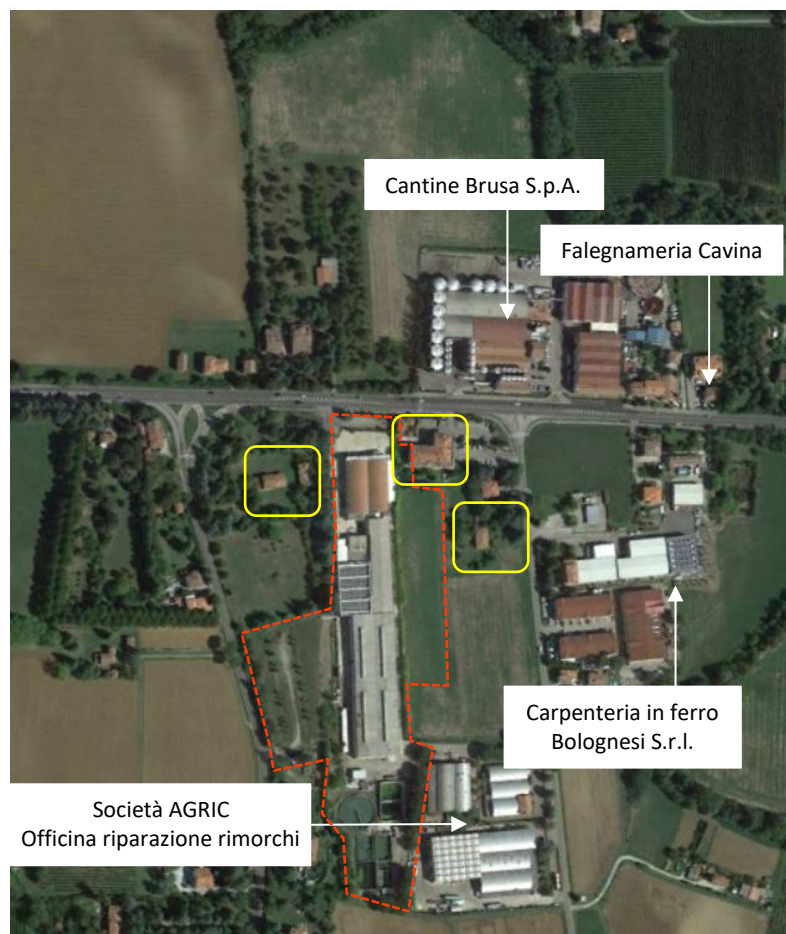 Cantine Brusa S.p.A.
Falegnameria Cavina
Carpenteria in ferro
Bolognesi S.r.l.
Società AGRIC
Officina riparazione rimorchi